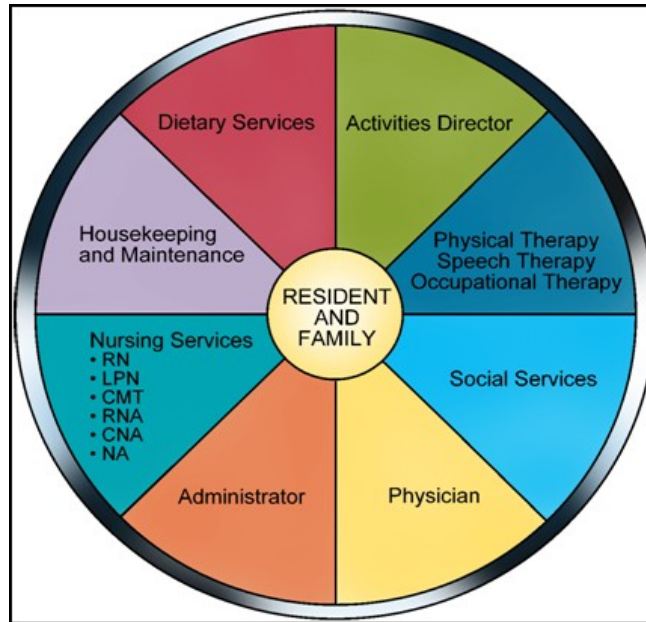 Dietary Services
Activities Director
Housekeeping
and Maintenance
Physical Therapy
Speech Therapy
Occupational Therapy
RESIDENT
AND
FAMILY
Nursing Services
• RN
• LPN
• CMT
• RNA
• CNA
• NA
Social Services
Administrator
Physician